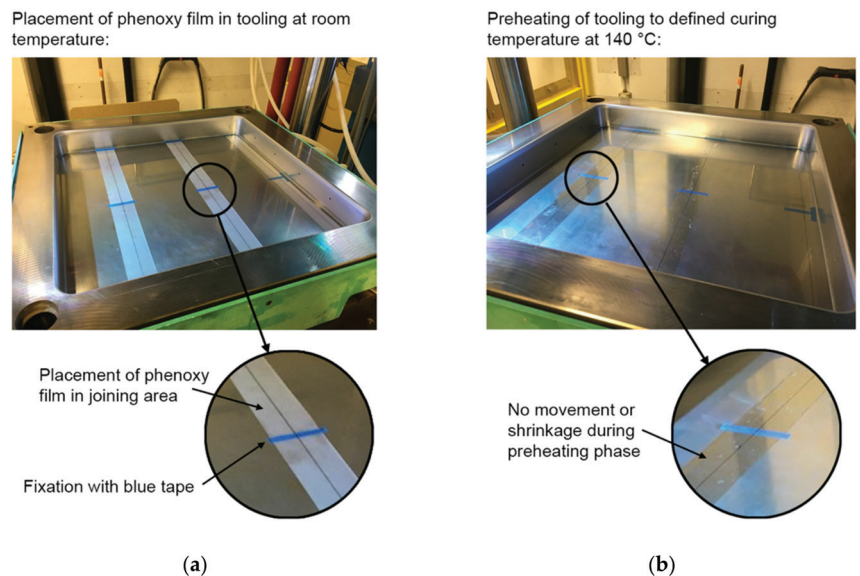 Placement of phenoxy film in tooling at room
temperature:
Preheating of tooling to defined curing
temperature at 140 °C:
Placement of phenoxy
film in joining area
Fixation with blue tape
No movement or
shrinkage during
preheating phase
(a)
(b)